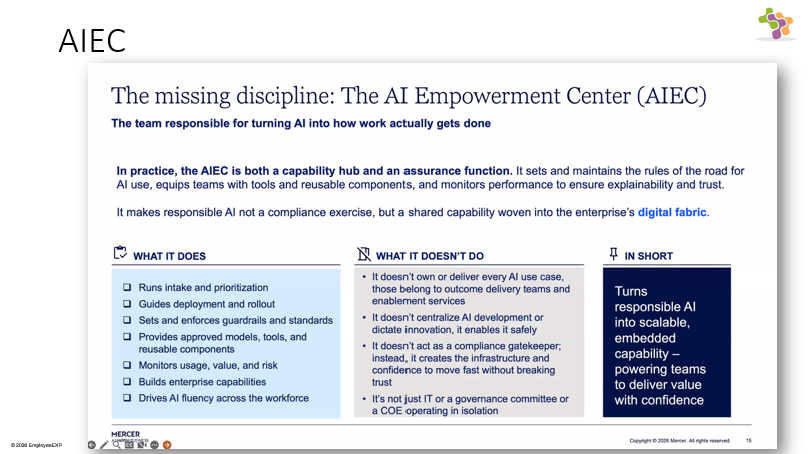 AIEC
The missing discipline: The AI Empowerment Center (AIEC)
The team responsible for turning AI into how work actually gets done
In practice, the AIEC is both a capability hub and an assurance function. It sets and maintains the rules of the road for
AI use, equips teams with tools and reusable components, and monitors performance to ensure explainability and trust.
It makes responsible AI not a compliance exercise, but a shared capability woven into the enterprise's digital fabric.
WHAT IT DOES
Runs intake and prioritization
Guides deployment and rollout
Sets and enforces guardrails and standards
Provides approved models, tools, and
reusable components
Monitors usage, value, and risk
Builds enterprise capabilities
Drives AI fluency across the workforce
WHAT IT DOESN'T DO
• It doesn't own or deliver every AI use case,
those belong to outcome delivery teams and
enablement services
• It doesn't centralize AI development or
dictate innovation, it enables it safely
• It doesn't act as a compliance gatekeeper;
instead, it creates the infrastructure and
confidence to move fast without breaking
trust
• It's not just IT or a governance committee or
a COE operating in isolation
IN SHORT
Turns
responsible AI
into scalable,
embedded
capability –
powering teams
to deliver value
with confidence
MERCER
Copyright © 2026 Mercer. All rights reserved. 15
© 2026 EmployeeEXP